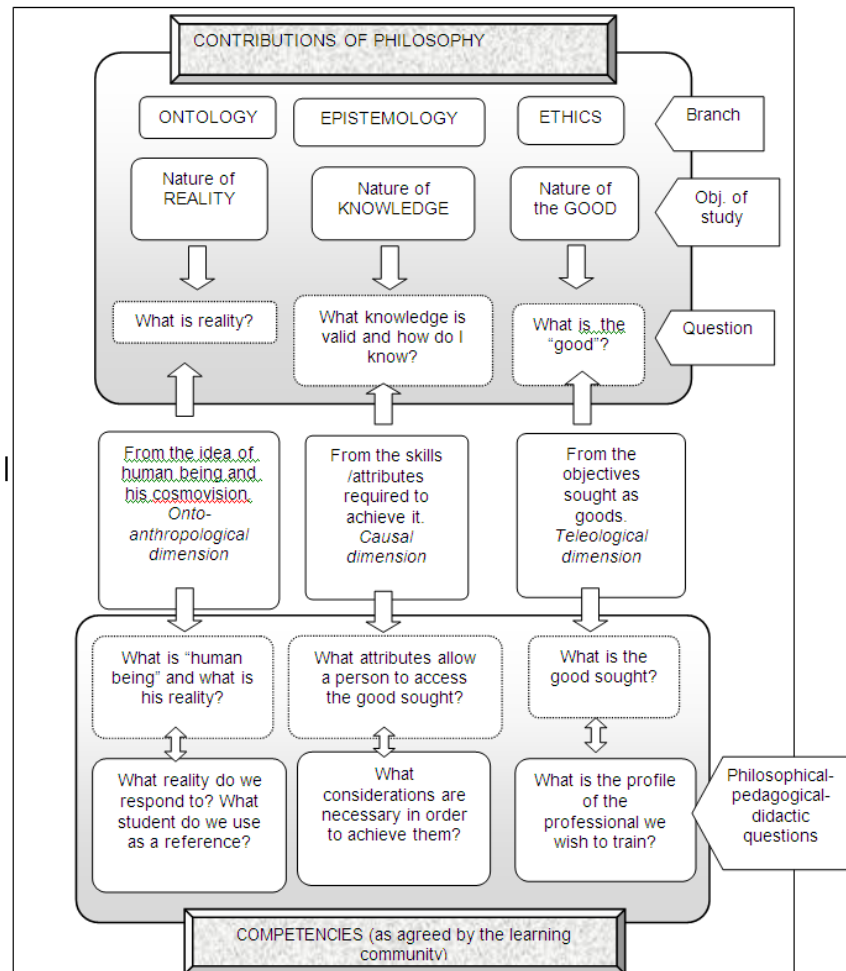 CONTRIBUTIONS OF PHILOSOPHY
ONTOLOGY
EPISTEMOLOGY
ETHICS
Branch
Nature of
REALITY
Nature of
KNOWLEDGE
Nature of
the GOOD
Obj. of
study
What is reality?
What knowledge is
valid and how do I
know?
What is the
“good”?
Question
From the idea of
human being and
his cosmovision.
Onto-
anthropological
dimension
From the skills
/attributes
required to
achieve it.
Causal
dimension
From the
objectives
sought as
goods.
Teleological
dimension
What is “human
being” and what is
his reality?
What attributes allow
a person to access
the good sought?
What is the
good sought?
What reality do we
respond to? What
student do we use
as a reference?
What
considerations are
necessary in order
to achieve them?
What is the profile
of the
professional we
wish to train?
Philosophical-
pedagogical-
didactic
questions
COMPETENCIES (as agreed by the learning
community)